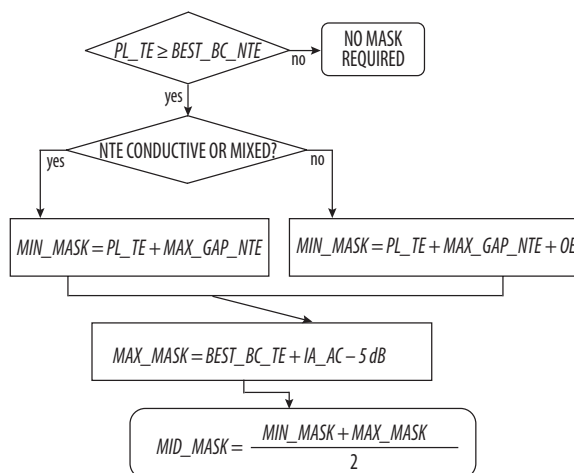 PL_TE ≥ BEST_BC_NTE
no
NO MASK
REQUIRED
yes
NTE CONDUCTIVE OR MIXED?
yes
no
MIN_MASK = PL_TE + MAX_GAP_NTE
MIN_MASK = PL_TE + MAX_GAP_NTE + OE
MAX_MASK = BEST_BC_TE + IA_AC – 5 dB
MID_MASK = MIN_MASK + MAX_MASK
2